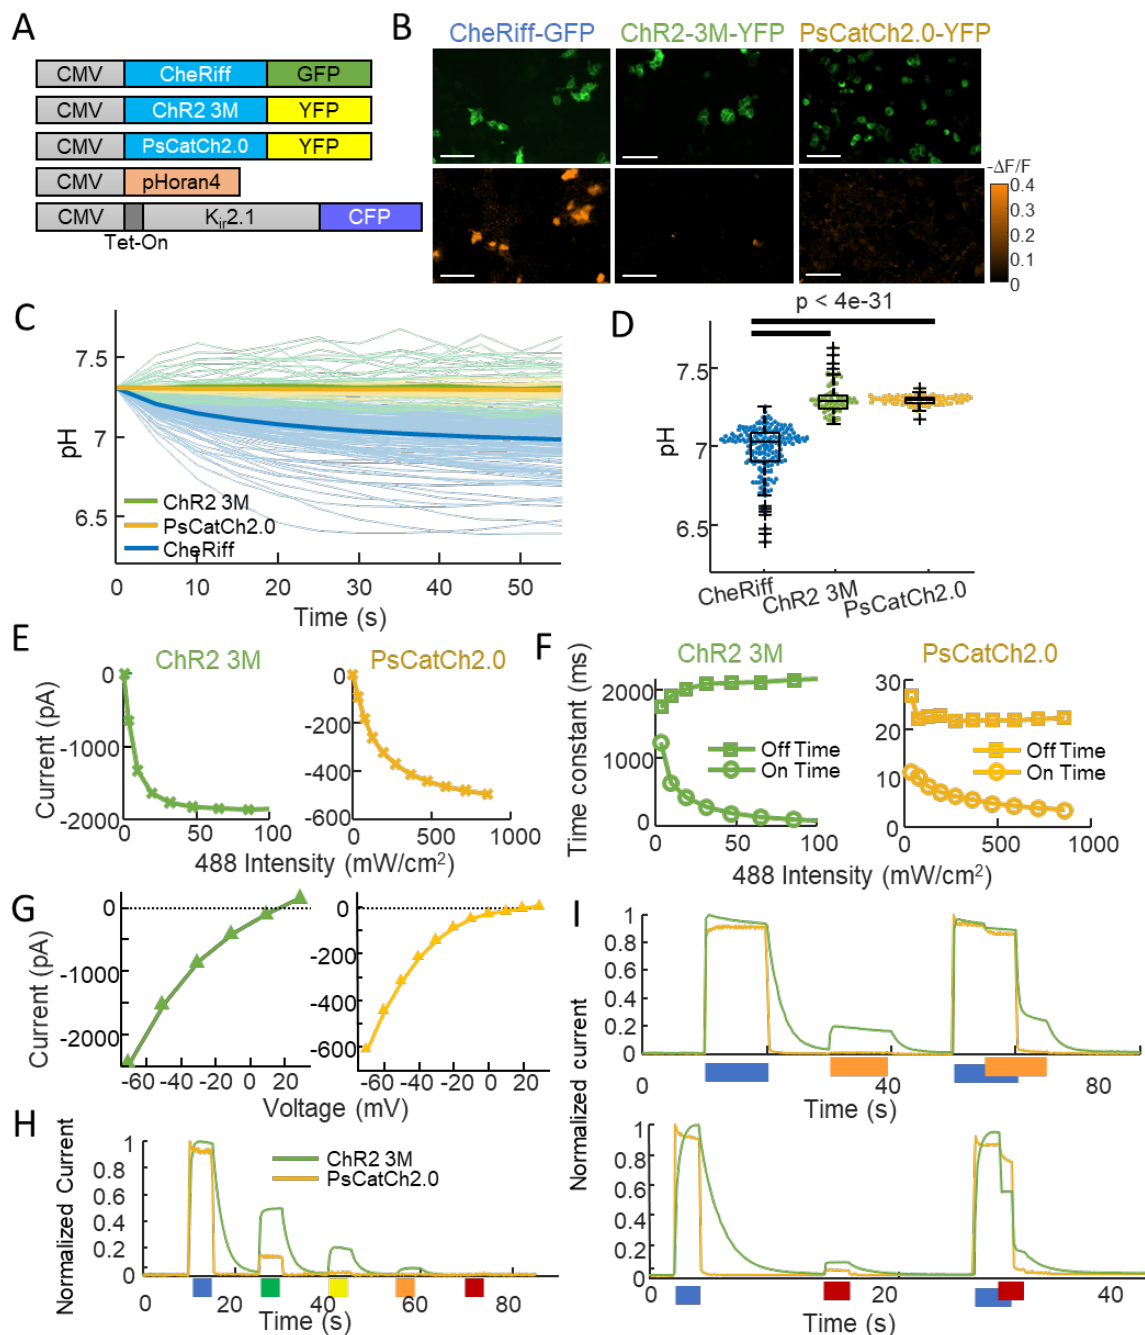 A
CMV CheRiff GFP
CMV ChR2 3M YFP
CMV PsCatCh2.0 YFP
CMV pHoran4
CMV Kir2.1 CFP
Tet-On
B
CheRiff-GFP ChR2-3M-YFP PsCatCh2.0-YFP
-ΔF/F
0.4
0.3
0.2
0.1
0
C
pH
7.5
7
6.5
ChR2 3M
PsCatCh2.0
CheRiff
0 10 20 30 40 50
Time (s)
D
p < 4e-31
pH
7.5
7
6.5
CheRiff ChR2 3M PsCatCh2.0
E
ChR2 3M PsCatCh2.0
Current (pA)
0
-1000
-2000
0 50 100
0
-200
-400
-600
0 500 1000
488 Intensity (mW/cm²)
F
ChR2 3M PsCatCh2.0
Time constant (ms)
2000
1000
0
Off Time
On Time
0 50 100
30
20
10
0
Off Time
On Time
0 1000
488 Intensity (mW/cm²)
G
Current (pA)
0
-1000
-2000
-60 -40 -20 0 20
0
-200
-400
-600
-60 -40 -20 0 20
Voltage (mV)
H
Normalized Current
1
0.8
0.6
0.4
0.2
0
ChR2 3M
PsCatCh2.0
0 20 40 60 80
Time (s)
I
Normalized current
1
0.8
0.6
0.4
0.2
0
0 20 40 60 80
Time (s)
1
0.8
0.6
0.4
0.2
0
0 20 40
Time (s)